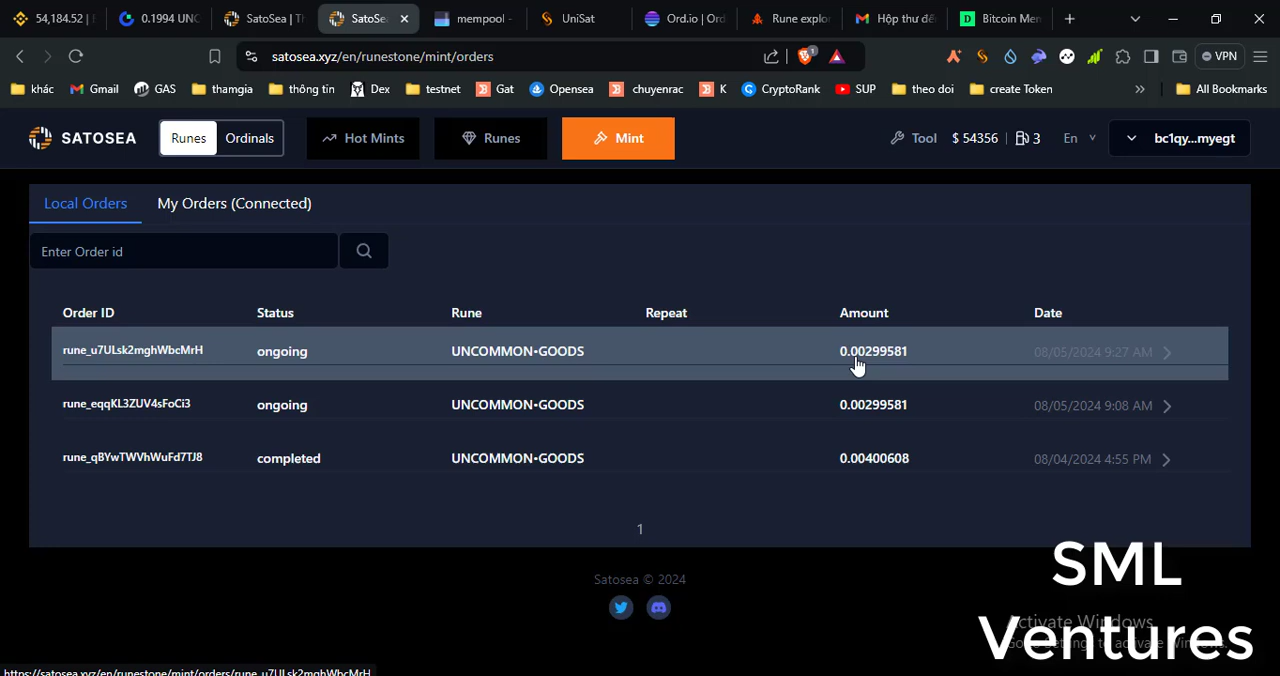 54,184.52 |
0.1994 UNC
SatoSea | Th
SatoSe
mempool -
UniSat
Ord.io | Ord
Rune explo
Hộp thư đế
Bitcoin Men
satosea.xyz/en/runestone/mint/orders
1
VPN
khác
Gmail
GAS
thamgia
thông tin
Dex
testnet
Gat
Opensea
chuyenrac
K
CryptoRank
SUP
theo doi
create Token
»
All Bookmarks
SATOSEA
Runes
Ordinals
Hot Mints
Runes
Mint
Tool
$ 54356
3
En
bc1qy...myegt
Local Orders
My Orders (Connected)
Enter Order id
Order ID Status Rune Repeat Amount Date
rune_u7ULsk2mghWbcMrH ongoing UNCOMMON•GOODS 0.00299581 08/05/2024 9:27 AM
rune_eqqKL3ZUV4sFoCi3 ongoing UNCOMMON•GOODS 0.00299581 08/05/2024 9:08 AM
rune_qBYwTWVhWuFd7TJ8 completed UNCOMMON•GOODS 0.00400608 08/04/2024 4:55 PM
1
Satosea © 2024
SML
Ventures
Activate Windows
https://satosea.xyz/en/runestone/mint/orders/rune_u7ULsk2mghWbcMrH